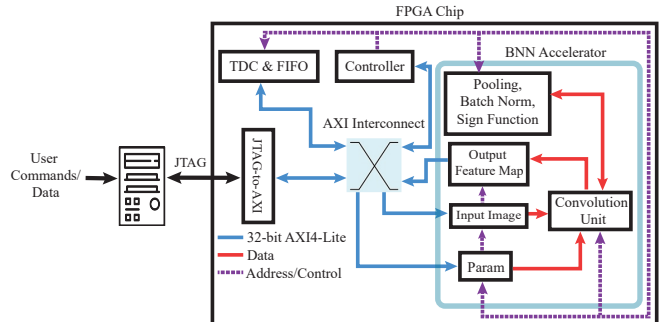 FPGA Chip
TDC & FIFO
Controller
BNN Accelerator
Pooling,
Batch Norm,
Sign Function
AXI Interconnect
User
Commands/
Data
JTAG
JTAG-to-AXI
Output
Feature Map
Input Image
Convolution
Unit
Param
32-bit AXI4-Lite
Data
Address/Control